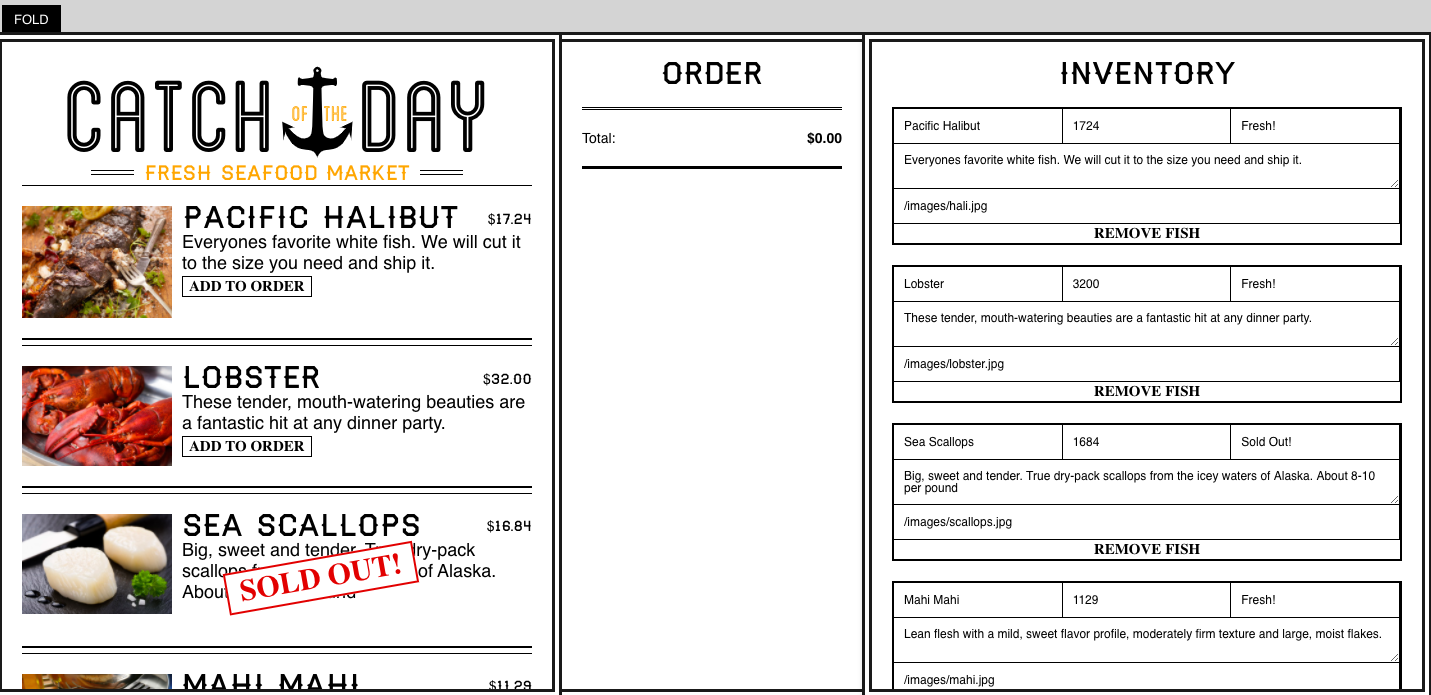 FOLD
CATCH OF THE DAY
FRESH SEAFOOD MARKET
PACIFIC HALIBUT $17.24
Everyones favorite white fish. We will cut it
to the size you need and ship it.
ADD TO ORDER
LOBSTER $32.00
These tender, mouth-watering beauties are
a fantastic hit at any dinner party.
ADD TO ORDER
SEA SCALLOPS $16.84
Big, sweet and tender. True dry-pack
scallops of Alaska.
About
SOLD OUT!
MAHI MAHI $11.29
ORDER
Total: $0.00
INVENTORY
Pacific Halibut 1724 Fresh!
Everyones favorite white fish. We will cut it to the size you need and ship it.
/images/hali.jpg
REMOVE FISH
Lobster 3200 Fresh!
These tender, mouth-watering beauties are a fantastic hit at any dinner party.
/images/lobster.jpg
REMOVE FISH
Sea Scallops 1684 Sold Out!
Big, sweet and tender. True dry-pack scallops from the icey waters of Alaska. About 8-10
per pound
/images/scallops.jpg
REMOVE FISH
Mahi Mahi 1129 Fresh!
Lean flesh with a mild, sweet flavor profile, moderately firm texture and large, moist flakes.
/images/mahi.jpg